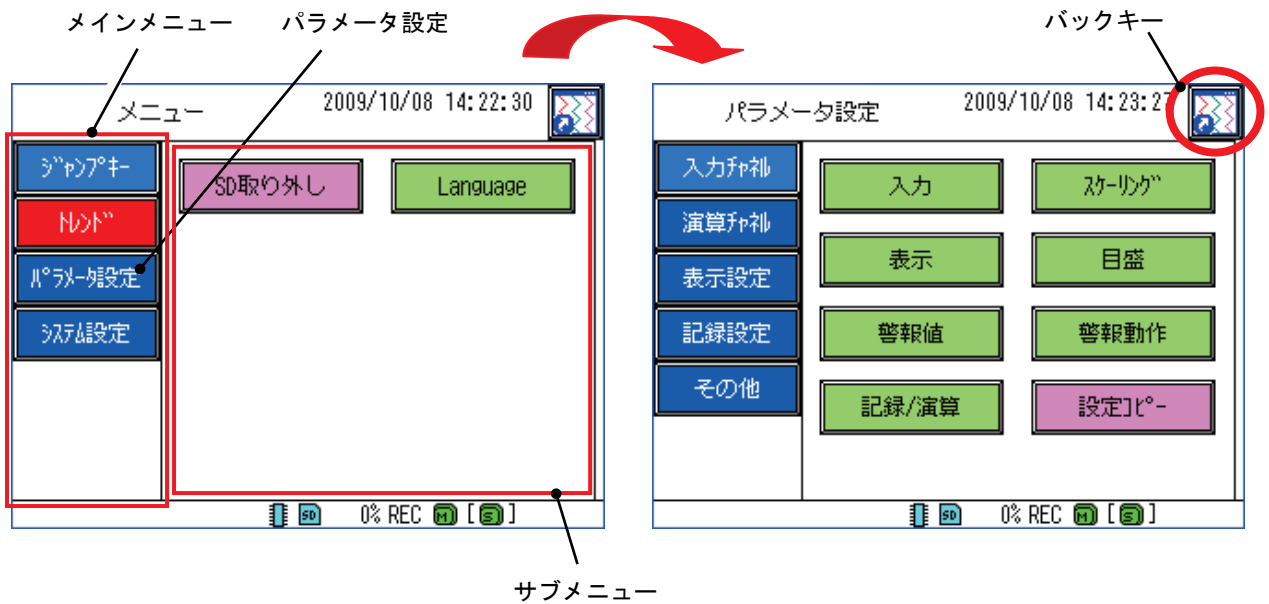 メインメニュー
パラメータ設定
バックキー
メニュー
2009/10/08 14:22:30
ｼﾞｬﾝﾌﾟｷｰ
ﾄﾚﾝﾄﾞ
ﾊﾟﾗﾒｰﾀ設定
ｼｽﾃﾑ設定
SD取り外し
Language
SD
0% REC M [S]
サブメニュー
パラメータ設定
2009/10/08 14:23:27
入力ﾁｬﾈﾙ
演算ﾁｬﾈﾙ
表示設定
記録設定
その他
入力
ｽｹｰﾘﾝｸﾞ
表示
目盛
警報値
警報動作
記録/演算
設定ｺﾋﾟｰ
SD
0% REC M [S]